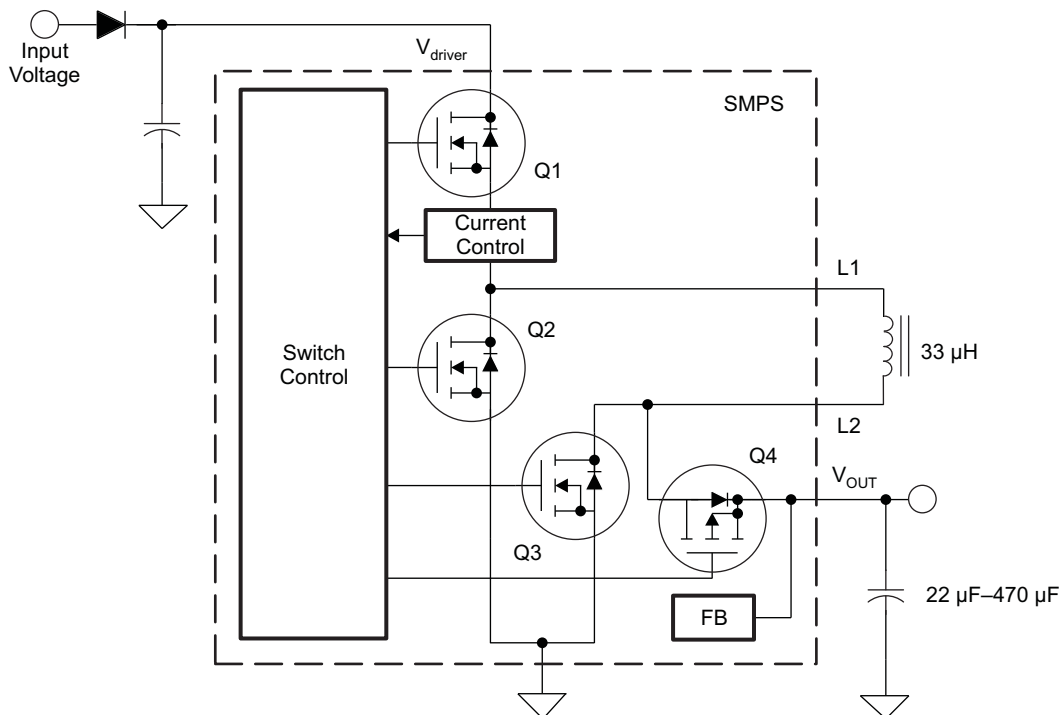 Input
Voltage
V_driver
SMPS
Q1
Current
Control
L1
Q2
Switch
Control
33 µH
L2
Q4
V_OUT
Q3
22 µF–470 µF
FB